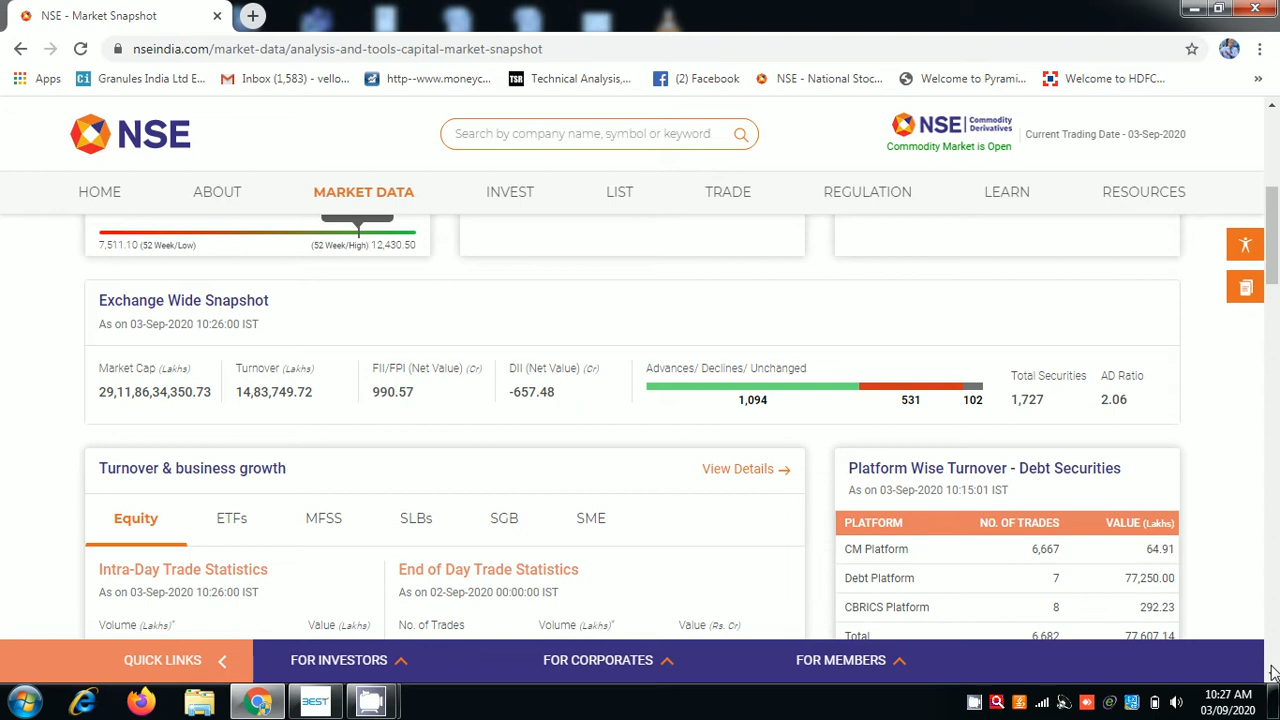 NSE - Market Snapshot
nseindia.com/market-data/analysis-and-tools-capital-market-snapshot
Apps
Granules India Ltd E...
Inbox (1,583) - vello...
http--www.moneyc...
Technical Analysis,...
(2) Facebook
NSE - National Stoc...
Welcome to Pyrami...
Welcome to HDFC...
NSE
Search by company name, symbol or keyword
NSE Commodity Derivatives
Commodity Market is Open
Current Trading Date - 03-Sep-2020
HOME ABOUT MARKET DATA INVEST LIST TRADE REGULATION LEARN RESOURCES
7,511.10 (52 Week/Low) (52 Week/High) 12,430.50
Exchange Wide Snapshot
As on 03-Sep-2020 10:26:00 IST
Market Cap (Lakhs) Turnover (Lakhs) FII/FPI (Net Value) (Cr) DII (Net Value) (Cr) Advances/ Declines/ Unchanged Total Securities AD Ratio
29,11,86,34,350.73 14,83,749.72 990.57 -657.48 1,094 531 102 1,727 2.06
Turnover & business growth
View Details →
Equity ETFs MFSS SLBs SGB SME
Intra-Day Trade Statistics
As on 03-Sep-2020 10:26:00 IST
Volume (Lakhs)* Value (Lakhs)
End of Day Trade Statistics
As on 02-Sep-2020 00:00:00 IST
No. of Trades Volume (Lakhs)* Value (Rs. Cr)
Platform Wise Turnover - Debt Securities
As on 03-Sep-2020 10:15:01 IST
PLATFORM NO. OF TRADES VALUE (Lakhs)
CM Platform 6,667 64.91
Debt Platform 7 77,250.00
CBRICS Platform 8 292.23
Total 6,682 77,607.14
QUICK LINKS FOR INVESTORS FOR CORPORATES FOR MEMBERS
BEST
10:27 AM
03/09/2020